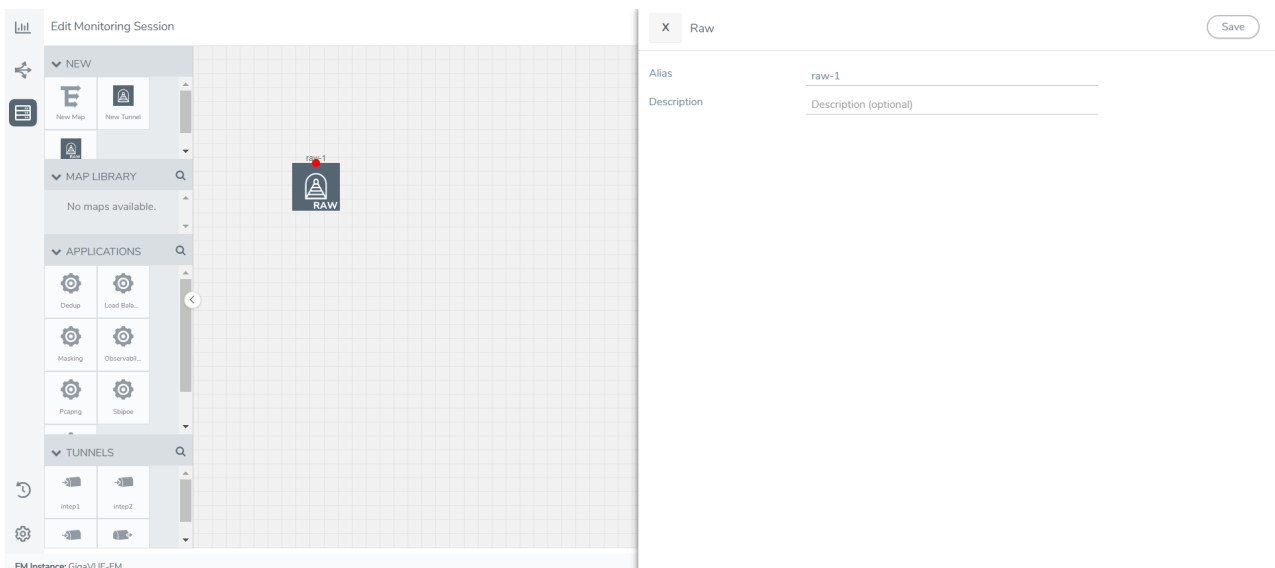 Edit Monitoring Session
NEW
New Map
New Tunnel
RAW
MAP LIBRARY
No maps available.
APPLICATIONS
Dedup
Load Bala...
Masking
Observabil...
Pcapng
Sbipoe
TUNNELS
intep1
intep2
raw-1
RAW
X
Raw
Save
Alias
raw-1
Description
Description (optional)
FM Instance: GigaVUE-FM